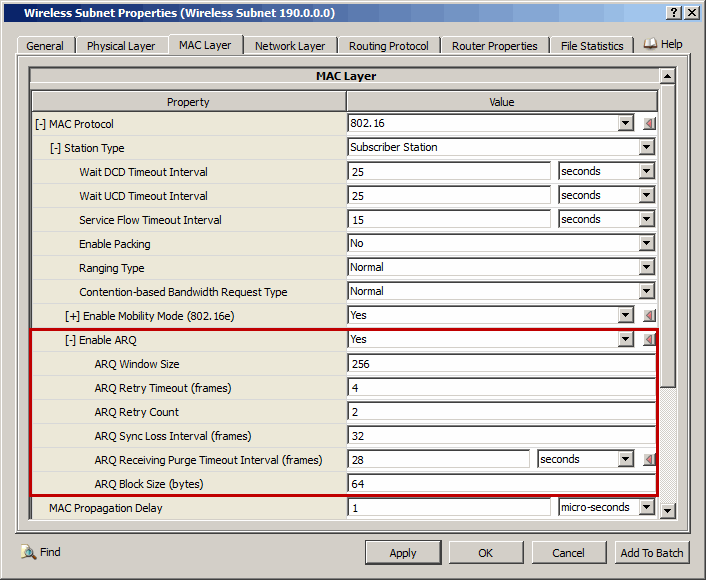 Wireless Subnet Properties (Wireless Subnet 190.0.0.0)
General Physical Layer MAC Layer Network Layer Routing Protocol Router Properties File Statistics Help
MAC Layer
Property Value
[-] MAC Protocol 802.16
[-] Station Type Subscriber Station
Wait DCD Timeout Interval 25 seconds
Wait UCD Timeout Interval 25 seconds
Service Flow Timeout Interval 15 seconds
Enable Packing No
Ranging Type Normal
Contention-based Bandwidth Request Type Normal
[+] Enable Mobility Mode (802.16e) Yes
[-] Enable ARQ Yes
ARQ Window Size 256
ARQ Retry Timeout (frames) 4
ARQ Retry Count 2
ARQ Sync Loss Interval (frames) 32
ARQ Receiving Purge Timeout Interval (frames) 28 seconds
ARQ Block Size (bytes) 64
MAC Propagation Delay 1 micro-seconds
Find Apply OK Cancel Add To Batch